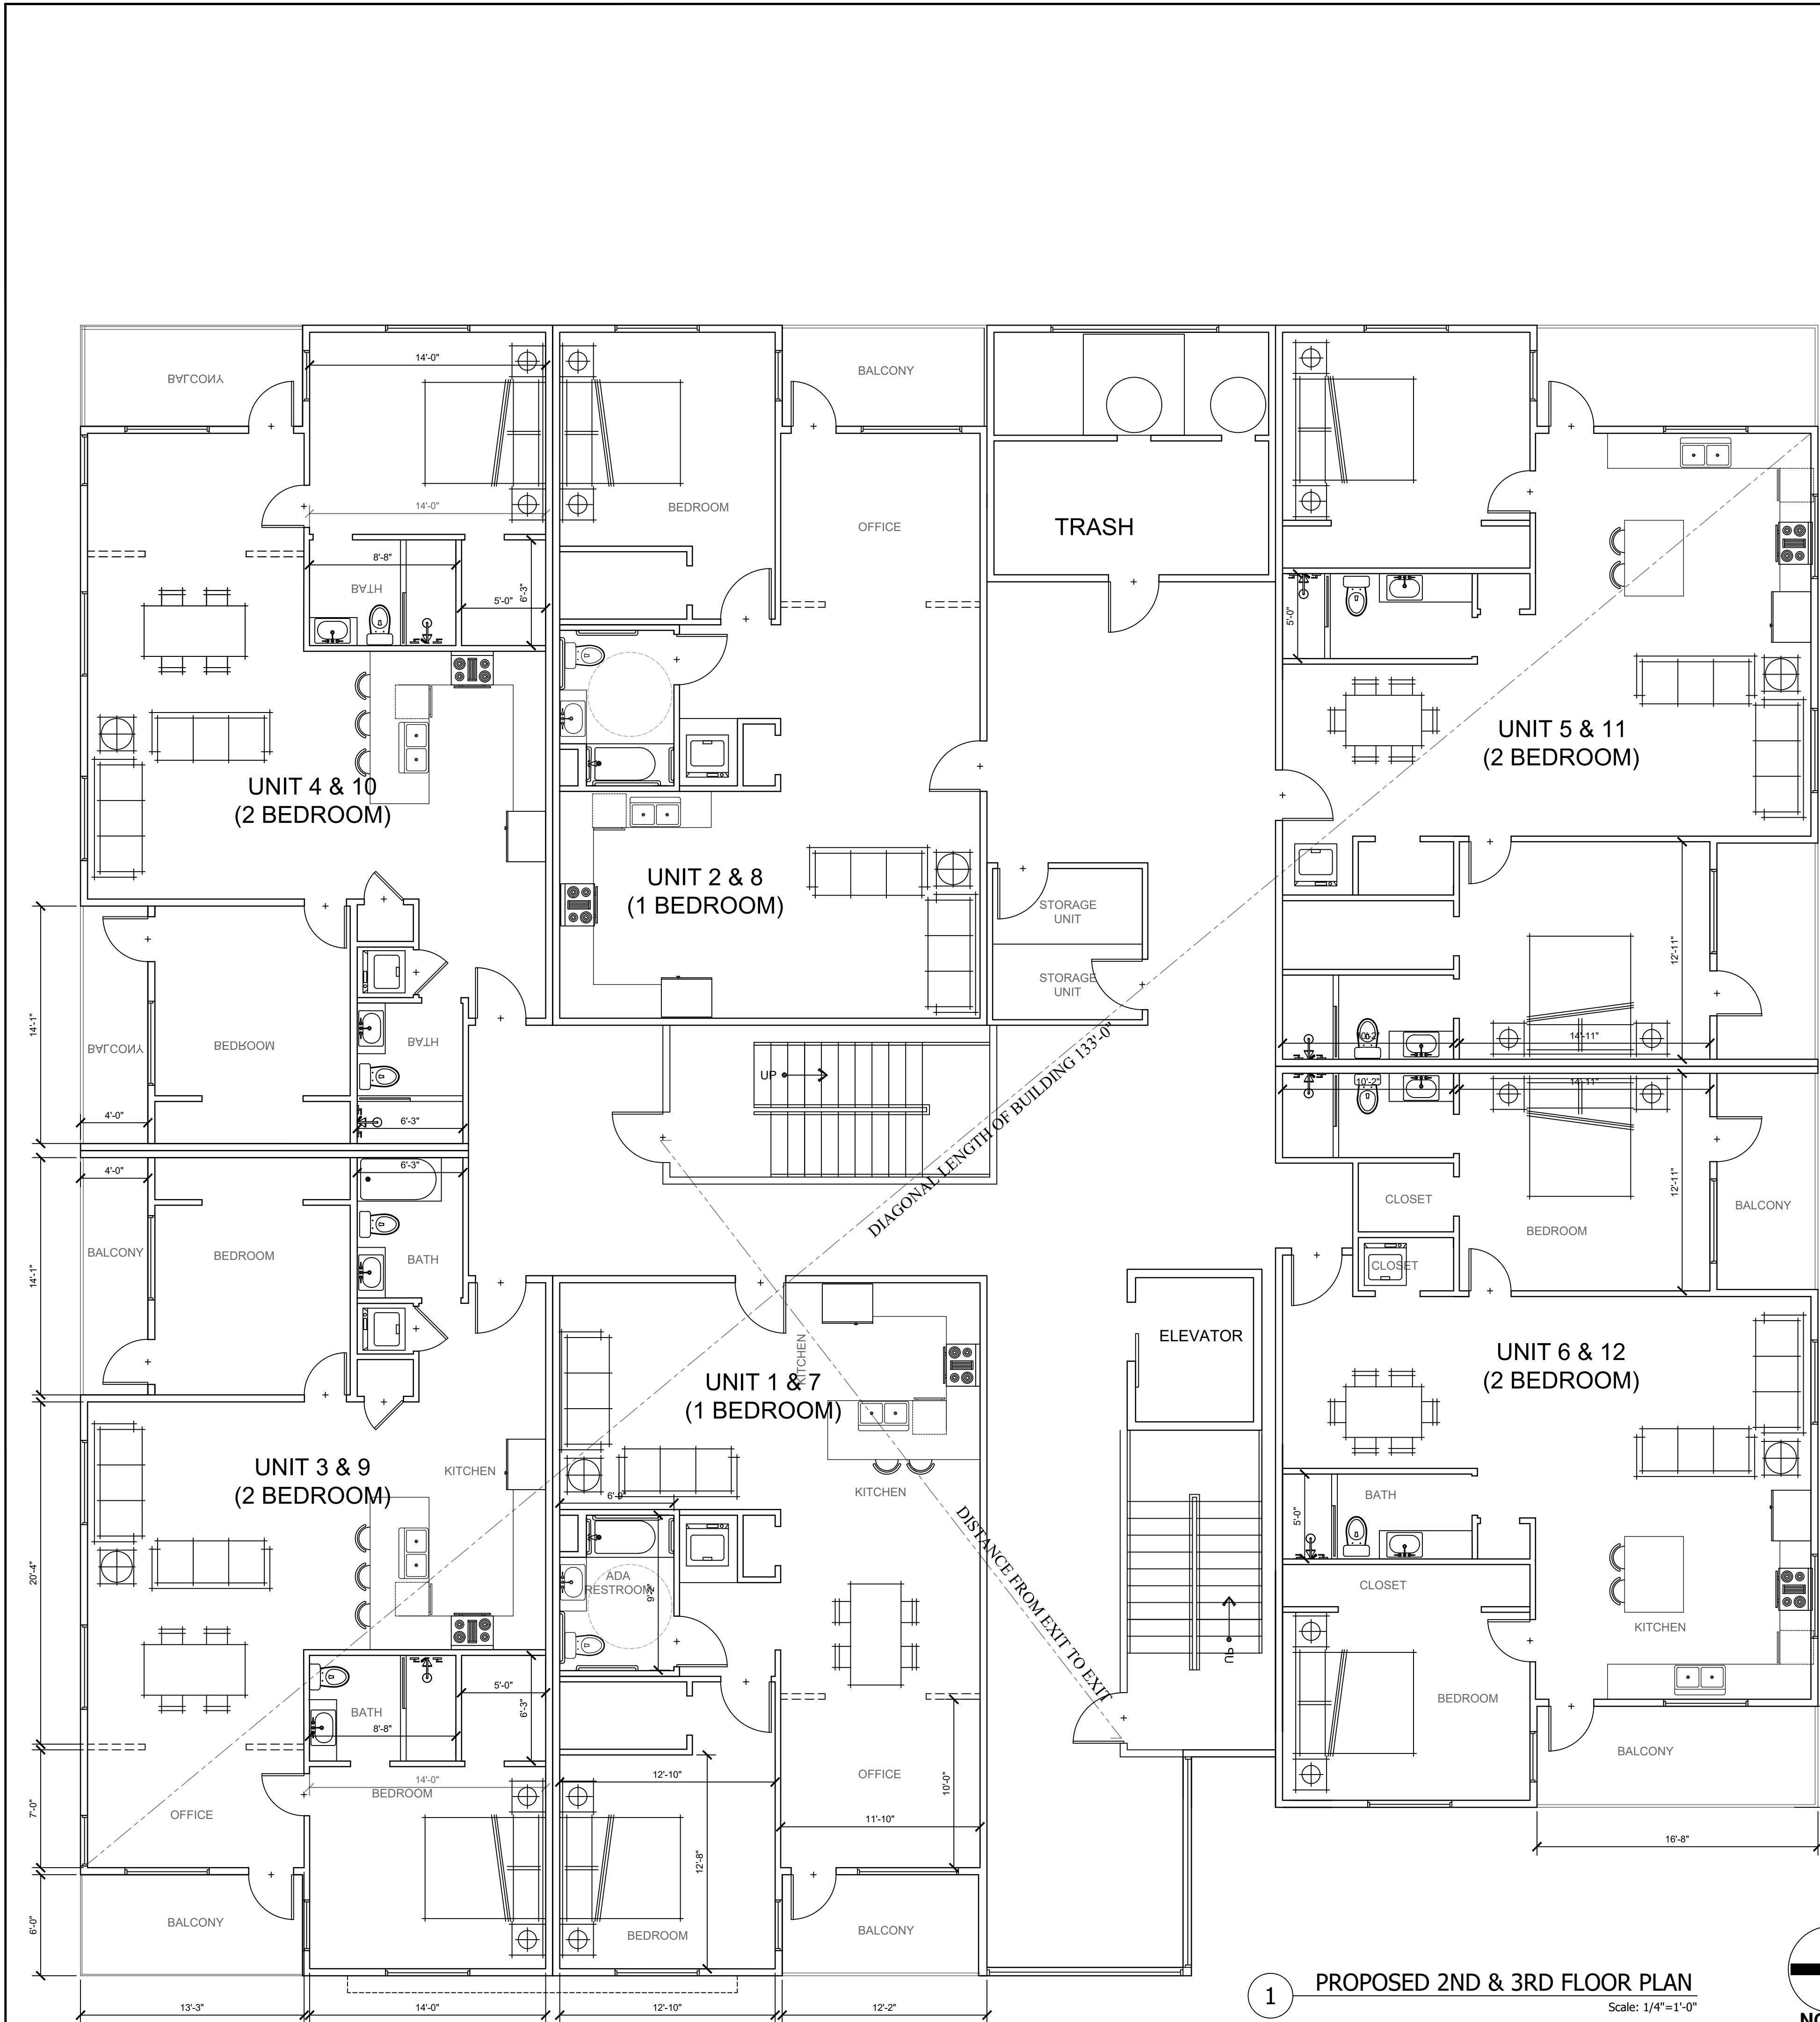 BALCONY
14'-0"
BALCONY
14'-0"
BEDROOM
OFFICE
TRASH
8'-8"
BATH
5'-0"
6'-3"
5'-0"
UNIT 4 & 10
(2 BEDROOM)
UNIT 5 & 11
(2 BEDROOM)
UNIT 2 & 8
(1 BEDROOM)
STORAGE
UNIT
STORAGE
UNIT
12'-11"
14'-1"
BALCONY
BEDROOM
BATH
UP
10'-2"
14'-11"
10'-2"
14'-11"
DIAGONAL LENGTH OF BUILDING 133'-0"
4'-0"
6'-3"
4'-0"
6'-3"
CLOSET
12'-11"
BALCONY
BEDROOM
14'-1"
BALCONY
BEDROOM
BATH
CLOSET
ELEVATOR
KITCHEN
UNIT 1 & 7
(1 BEDROOM)
UNIT 6 & 12
(2 BEDROOM)
UNIT 3 & 9
(2 BEDROOM)
KITCHEN
KITCHEN
6'-9"
BATH
5'-0"
20'-4"
ADA
RESTROOM
9'-2"
DISTANCE FROM EXIT TO EXIT
CLOSET
KITCHEN
UP
5'-0"
6'-3"
BATH
8'-8"
BEDROOM
BALCONY
14'-0"
BEDROOM
12'-10"
OFFICE
10'-0"
7'-0"
OFFICE
11'-10"
16'-8"
12'-8"
6'-0"
BALCONY
BEDROOM
BALCONY
1
PROPOSED 2ND & 3RD FLOOR PLAN
Scale: 1/4"=1'-0"
13'-3"
14'-0"
12'-10"
12'-2"